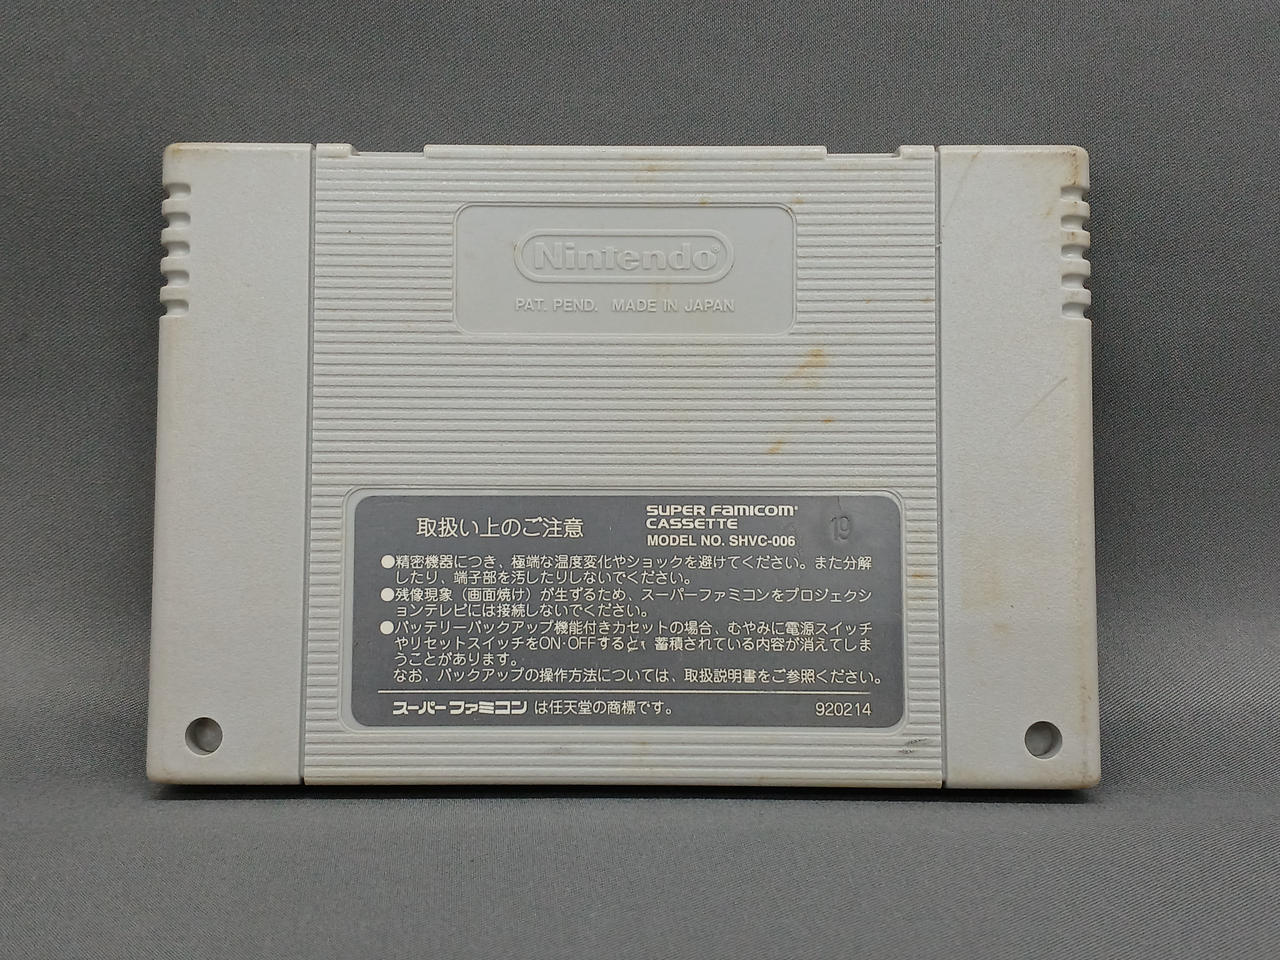 Nintendo®
PAT. PEND. MADE IN JAPAN
取扱い上のご注意
SUPER FAMICOM®
CASSETTE
MODEL NO. SHVC-006
19
●精密機器につき、極端な温度変化やショックを避けてください。また分解
したり、端子部を汚したりしないでください。
●残像現象（画面焼け）が生ずるため、スーパーファミコンをプロジェクシ
ョンテレビには接続しないでください。
●バッテリーバックアップ機能付きカセットの場合、むやみに電源スイッチ
やリセットスイッチをON・OFFすると、蓄積されている内容が消えてしま
うことがあります。
なお、バックアップの操作方法については、取扱説明書をご参照ください。
スーパーファミコン は任天堂の商標です。
920214